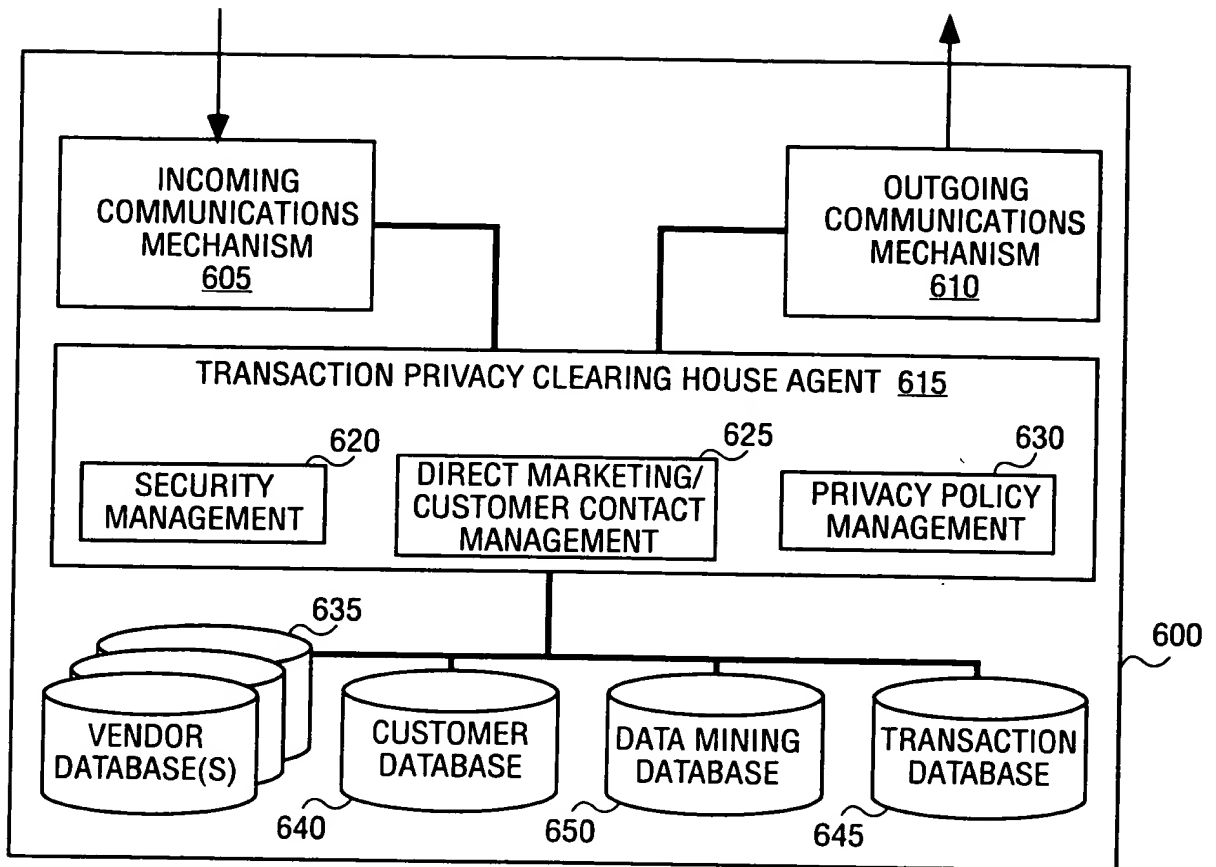 INCOMING
COMMUNICATIONS
MECHANISM
605
OUTGOING
COMMUNICATIONS
MECHANISM
610
TRANSACTION PRIVACY CLEARING HOUSE AGENT 615
620
SECURITY
MANAGEMENT
625
DIRECT MARKETING/
CUSTOMER CONTACT
MANAGEMENT
630
PRIVACY POLICY
MANAGEMENT
635
600
VENDOR
DATABASE(S)
CUSTOMER
DATABASE
DATA MINING
DATABASE
TRANSACTION
DATABASE
640
650
645